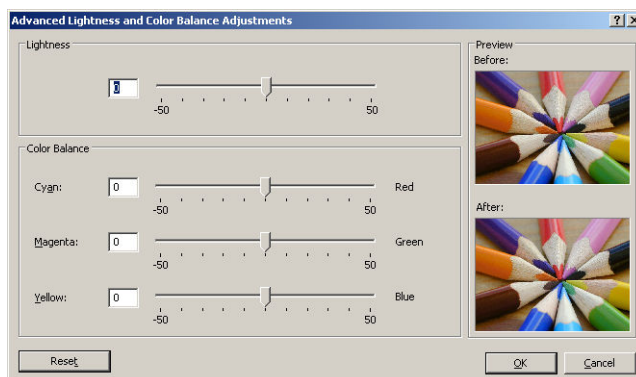 Advanced Lightness and Color Balance Adjustments
Lightness
0
-50 50
Color Balance
Cyan: 0 Red
-50 50
Magenta: 0 Green
-50 50
Yellow: 0 Blue
-50 50
Reset
Preview
Before:
After:
OK Cancel